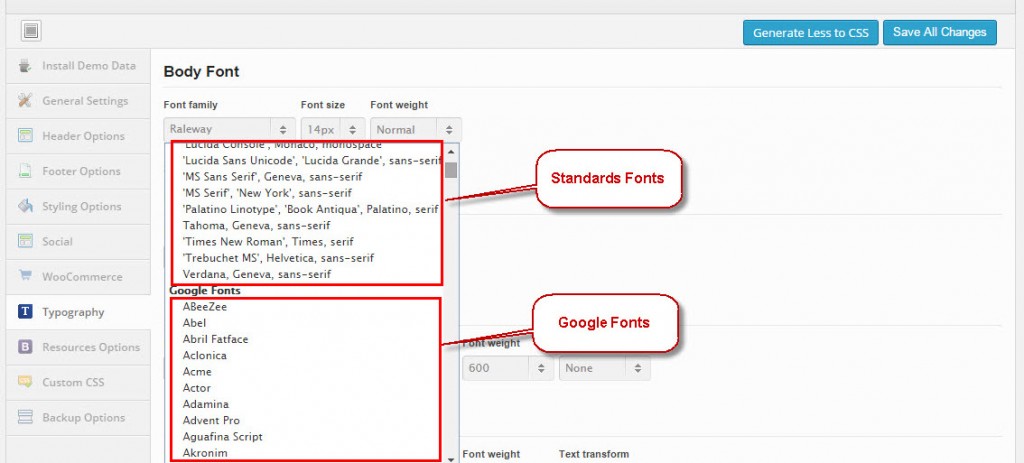 Generate Less to CSS
Save All Changes
Install Demo Data
General Settings
Header Options
Footer Options
Styling Options
Social
WooCommerce
Typography
Resources Options
Custom CSS
Backup Options
Body Font
Font family Font size Font weight
Raleway 14px Normal
'Lucida Console', Monaco, monospace
'Lucida Sans Unicode', 'Lucida Grande', sans-serif
'MS Sans Serif', Geneva, sans-serif
'MS Serif', 'New York', sans-serif
'Palatino Linotype', 'Book Antiqua', Palatino, serif
Tahoma, Geneva, sans-serif
'Times New Roman', Times, serif
'Trebuchet MS', Helvetica, sans-serif
Verdana, Geneva, sans-serif
Google Fonts
ABeeZee
Abel
Abril Fatface
Aclonica
Acme
Actor
Adamina
Advent Pro
Aguafina Script
Akronim
Standards Fonts
Google Fonts
Font weight
600 None
Font weight Text transform